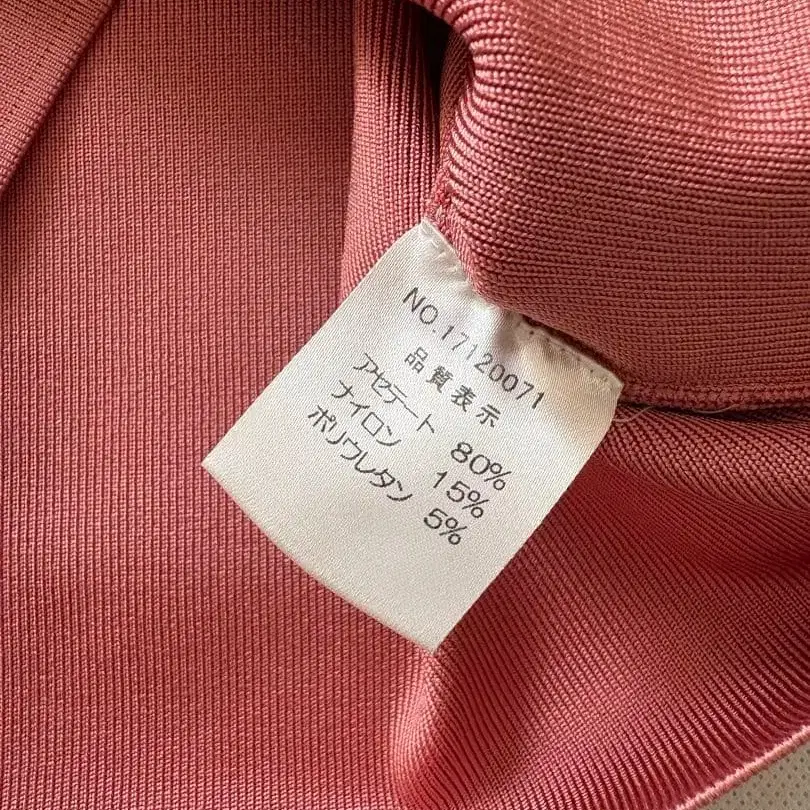 NO.17120071
品質表示
アセテート 80%
ナイロン 15%
ポリウレタン 5%